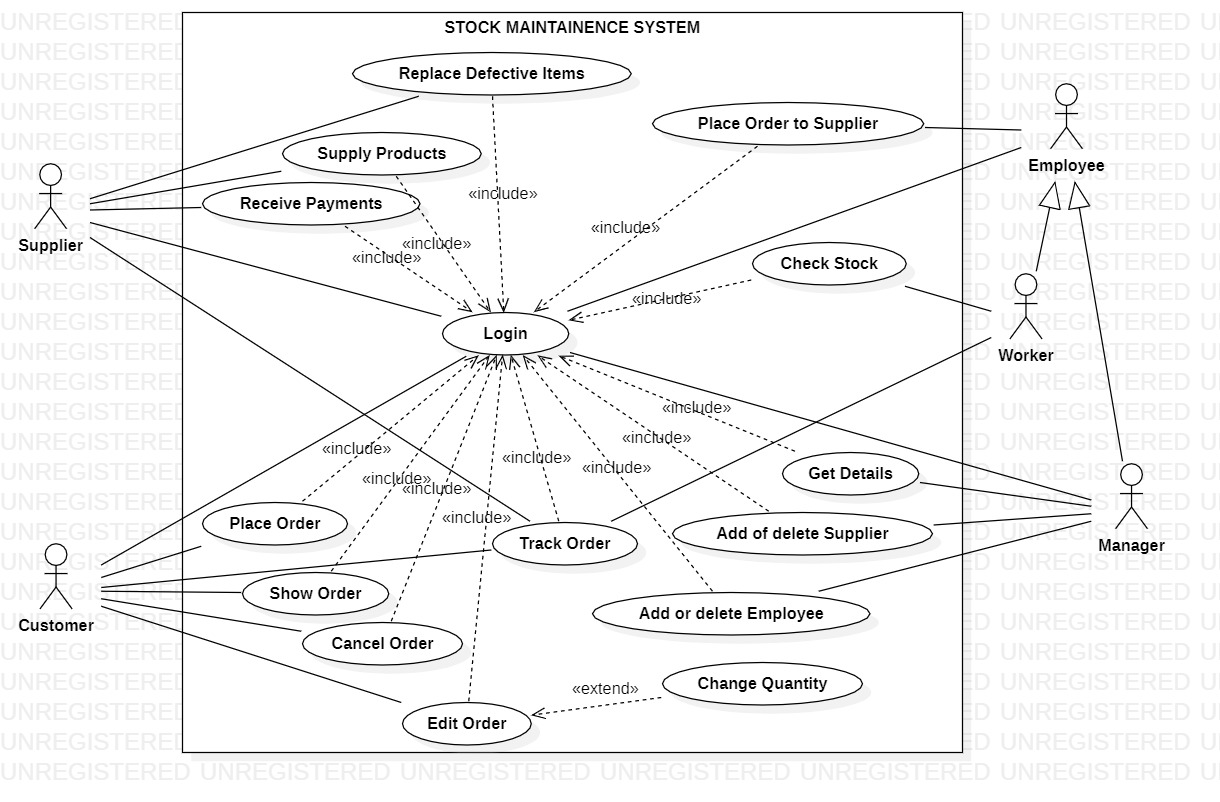 STOCK MAINTAINENCE SYSTEM
Replace Defective Items
Place Order to Supplier
Supply Products
Employee
«include»
Receive Payments
«include»
Supplier
«include»
«include»
Check Stock
«include»
Login
Worker
«include»
«include»
«include»
«include»
«include»
«include»
Get Details
«include»
«include»
Place Order
Add of delete Supplier
Track Order
Manager
Show Order
Add or delete Employee
Customer
Cancel Order
Change Quantity
«extend»
Edit Order
UNREGISTERED UNREGISTERED UNREGISTERED UNREGISTERED UNREGISTERED UNREGISTERED